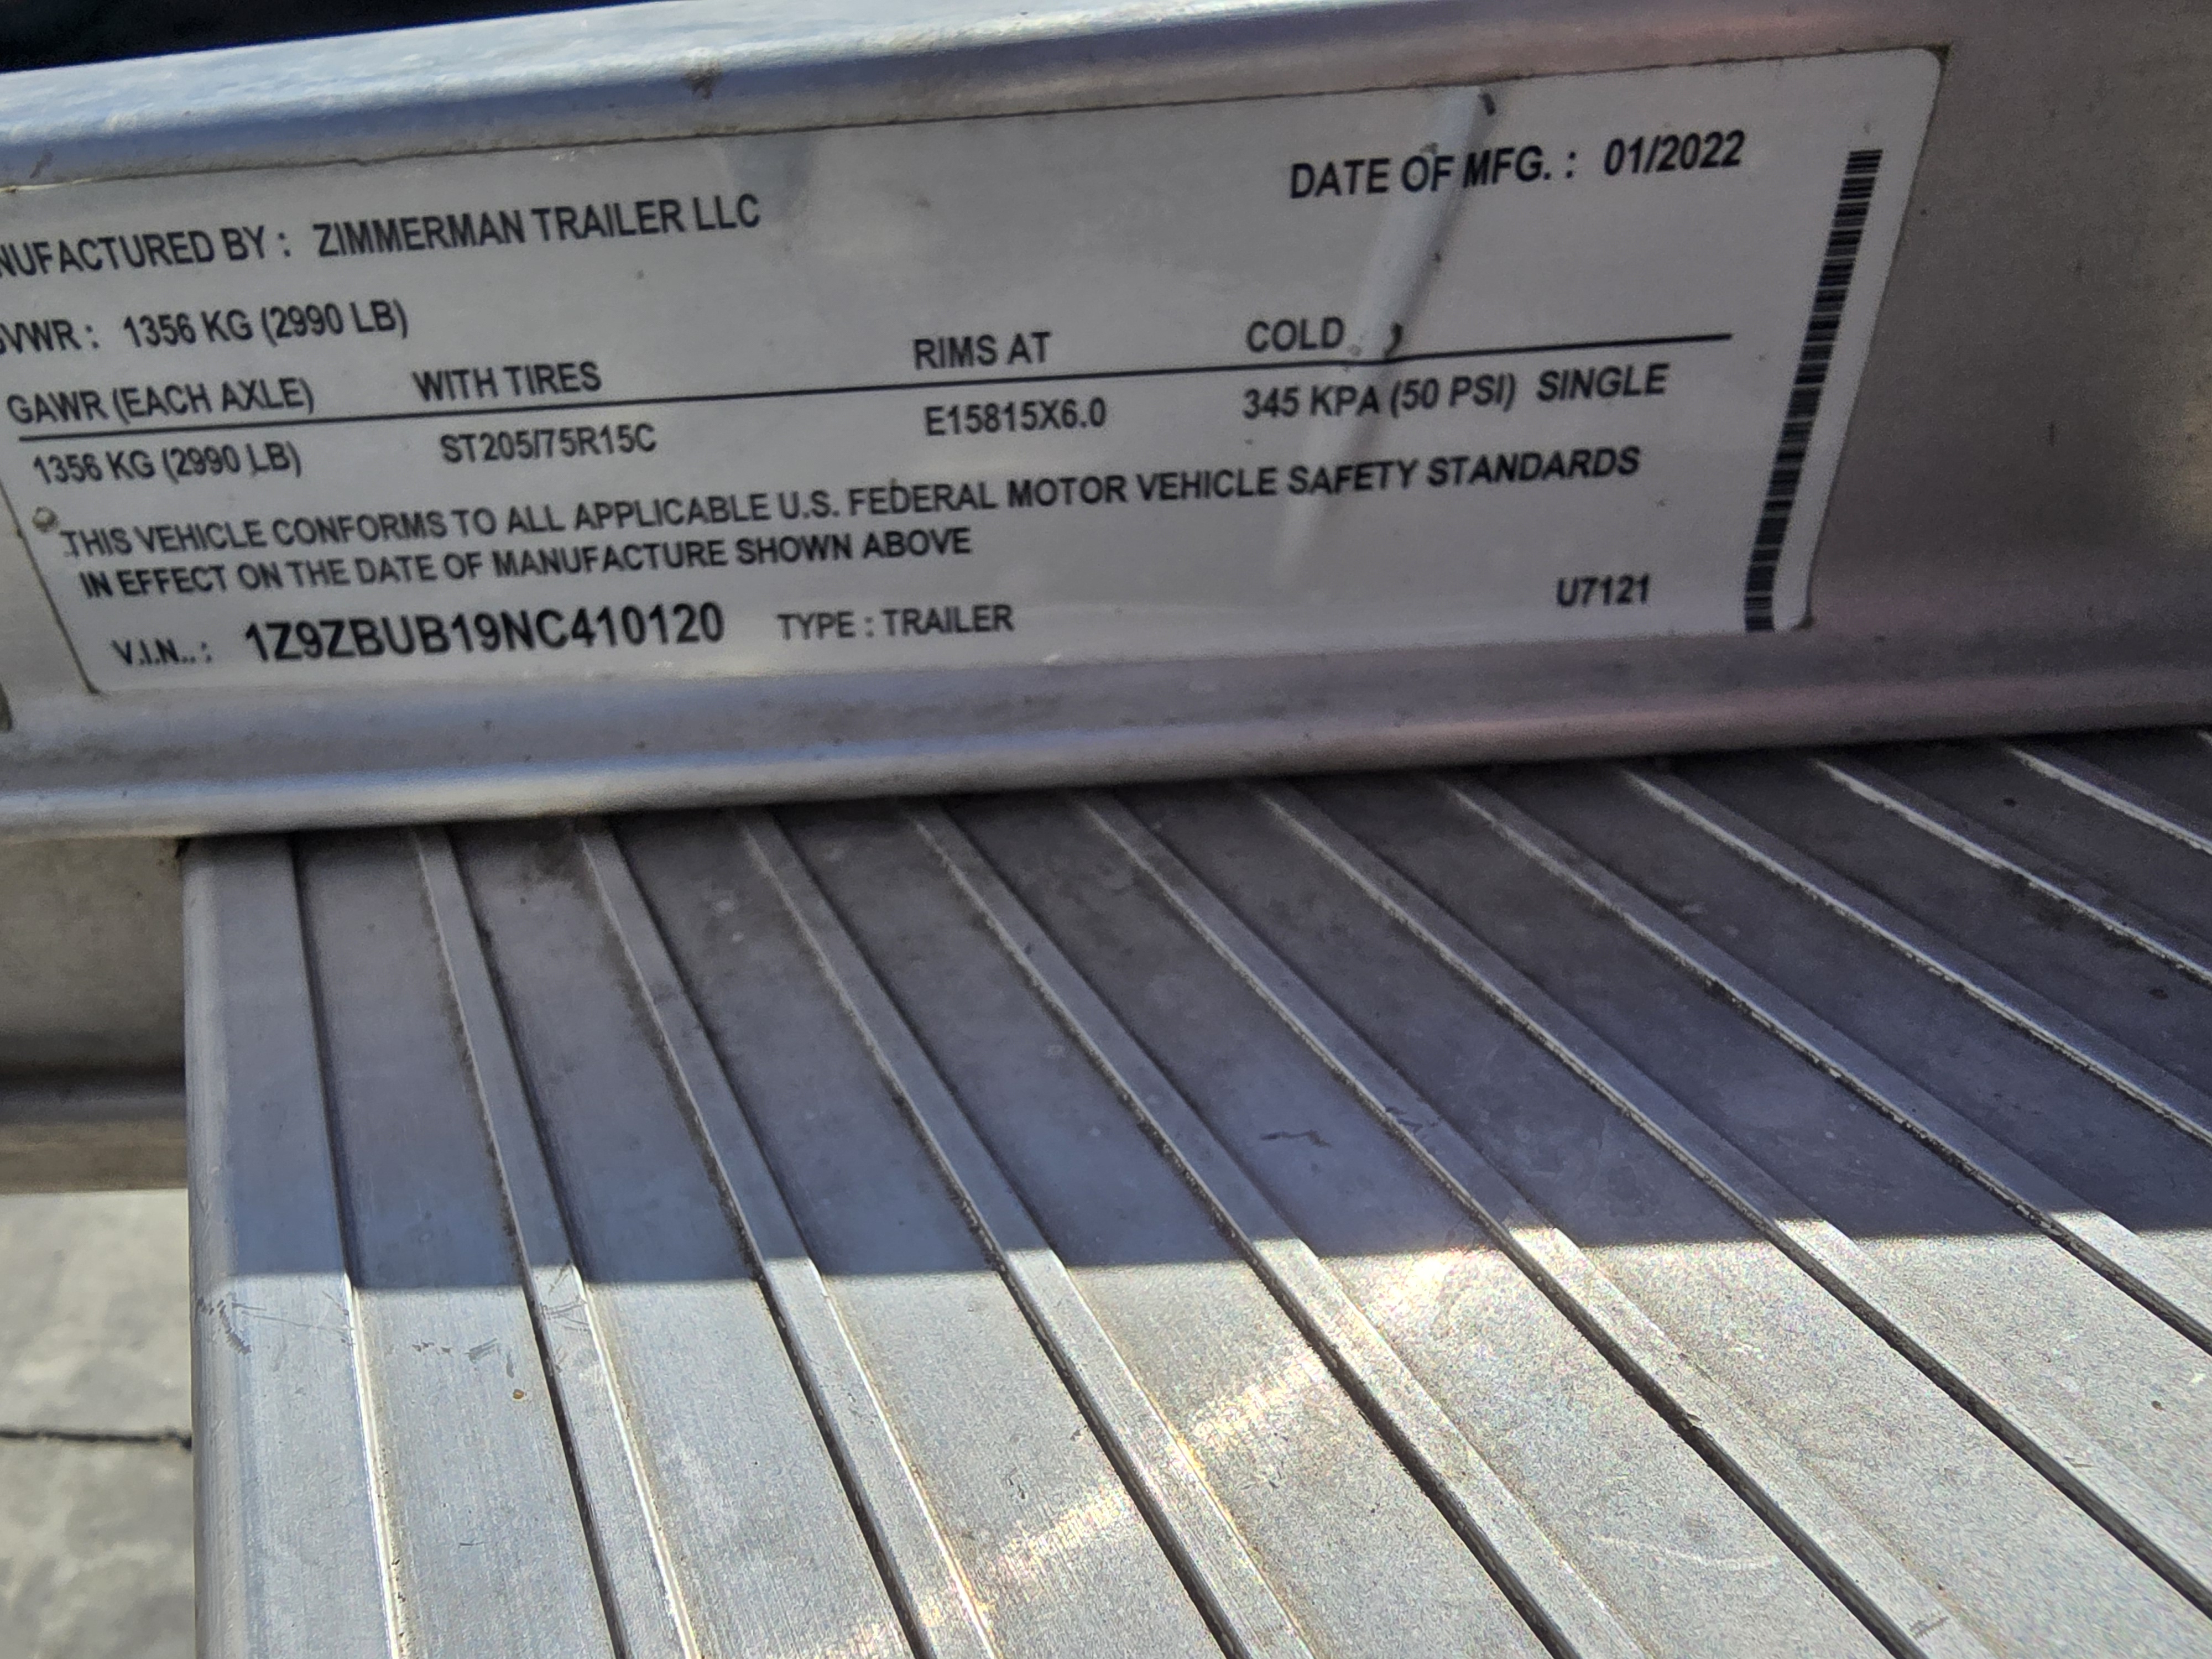 NUFACTURED BY : ZIMMERMAN TRAILER LLC DATE OF MFG. : 01/2022
GVWR : 1356 KG (2990 LB)
GAWR (EACH AXLE) WITH TIRES RIMS AT COLD
1356 KG (2990 LB) ST205/75R15C E15815X6.0 345 KPA (50 PSI) SINGLE
THIS VEHICLE CONFORMS TO ALL APPLICABLE U.S. FEDERAL MOTOR VEHICLE SAFETY STANDARDS
IN EFFECT ON THE DATE OF MANUFACTURE SHOWN ABOVE
V.I.N..: 1Z9ZBUB19NC410120 TYPE : TRAILER U7121